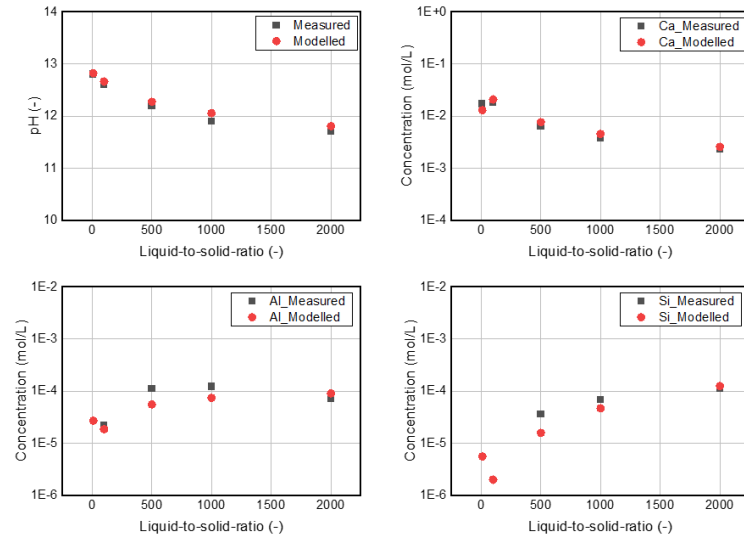 14
13
12
11
10
pH (-)
Measured
Modelled
0 500 1000 1500 2000
Liquid-to-solid-ratio (-)
1E+0
1E-1
1E-2
1E-3
1E-4
Concentration (mol/L)
Ca_Measured
Ca_Modelled
0 500 1000 1500 2000
Liquid-to-solid-ratio (-)
1E-2
1E-3
1E-4
1E-5
1E-6
Concentration (mol/L)
Al_Measured
Al_Modelled
0 500 1000 1500 2000
Liquid-to-solid-ratio (-)
1E-2
1E-3
1E-4
1E-5
1E-6
Concentration (mol/L)
Si_Measured
Si_Modelled
0 500 1000 1500 2000
Liquid-to-solid-ratio (-)